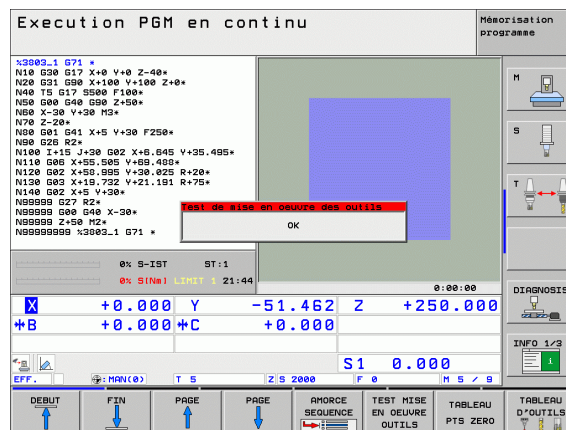 Execution PGM en continu
Mémorisation
programme
%3803_1 G71 *
N10 G30 G17 X+0 Y+0 Z-40*
N20 G31 G90 X+100 Y+100 Z+0*
N40 T5 G17 S500 F100*
N50 G00 G40 G90 Z+50*
N60 X-30 Y+30 M3*
N70 Z-20*
N80 G01 G41 X+5 Y+30 F250*
N90 G26 R2*
N100 I+15 J+30 G02 X+6.645 Y+35.495*
N110 G06 X+55.505 Y+69.488*
N120 G02 X+58.995 Y+30.025 R+20*
N130 G03 X+19.732 Y+21.191 R+75*
N140 G02 X+5 Y+30*
N99999 G27 R2*
N99999 G00 G40 X-30*
N99999 Z+50 M2*
N99999999 %3803_1 G71 *
Test de mise en oeuvre des outils
OK
M
S
T
0% S-IST ST:1
0% S[Nm] LIMIT 1 21:44
0:00:00
DIAGNOSIS
INFO 1/3
X +0.000 Y -51.462 Z +250.000
B +0.000 C +0.000
S1 0.000
EFF. MAN(0) T 5 Z S 2000 F 0 M 5 / 9
DEBUT
FIN
PAGE
PAGE
AMORCE
SEQUENCE
TEST MISE
EN OEUVRE
OUTILS
TABLEAU
PTS ZERO
TABLEAU
D'OUTILS